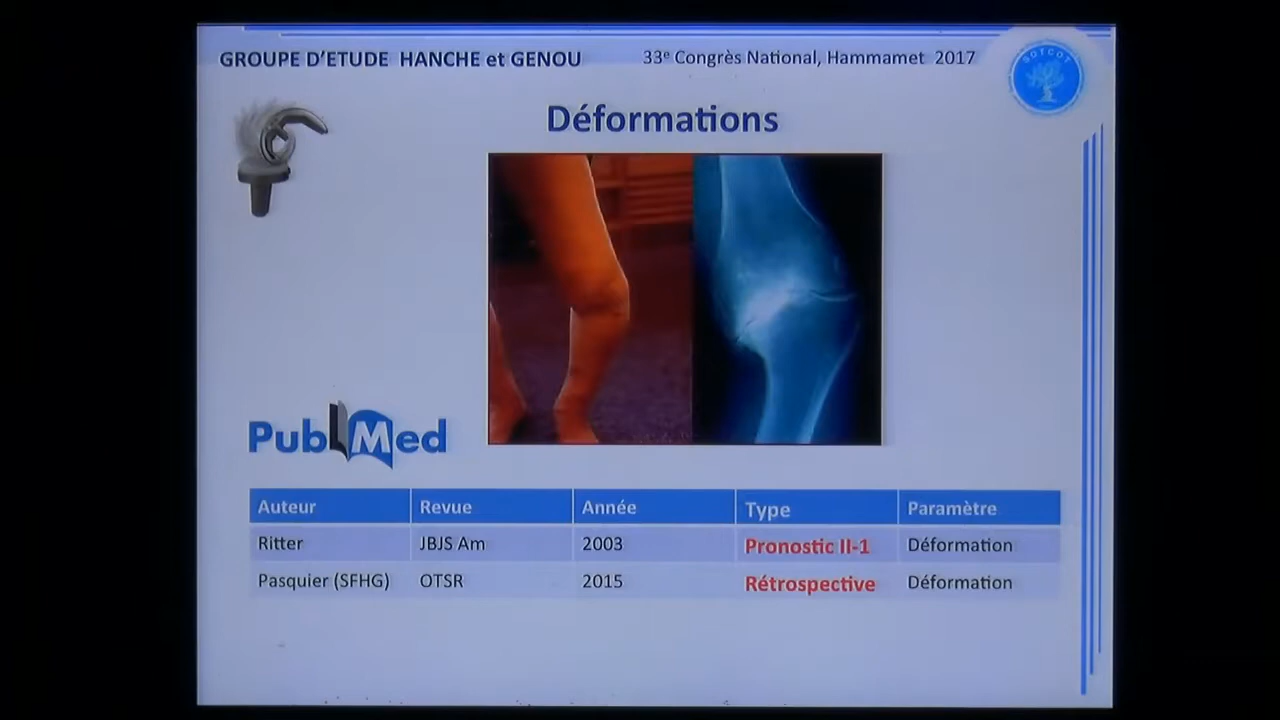 GROUPE D'ETUDE HANCHE et GENOU
33e Congrès National, Hammamet 2017
SOTCOT
Déformations
PubMed
Auteur Revue Année Type Paramètre
Ritter JBJS Am 2003 Pronostic II-1 Déformation
Pasquier (SFHG) OTSR 2015 Rétrospective Déformation